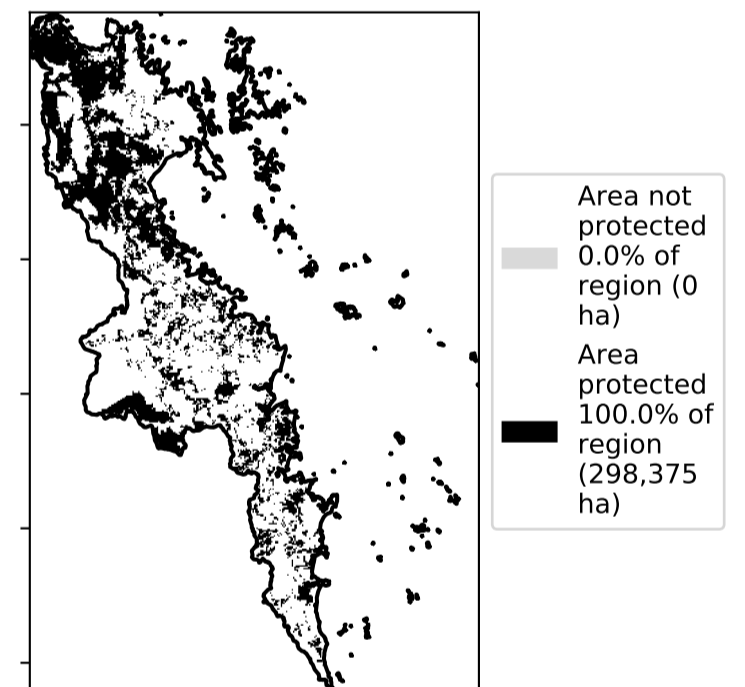 Area not
protected
0.0% of
region (0
ha)
Area
protected
100.0% of
region
(298,375
ha)